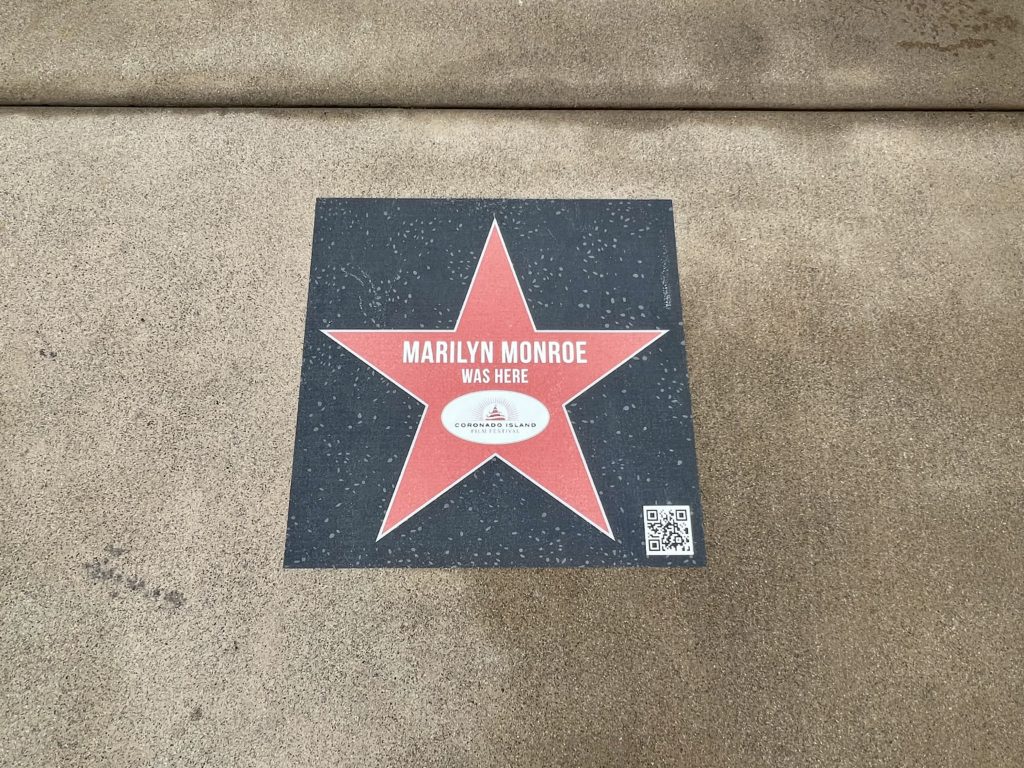 MARILYN MONROE
WAS HERE
CORONADO ISLAND
FILM FESTIVAL